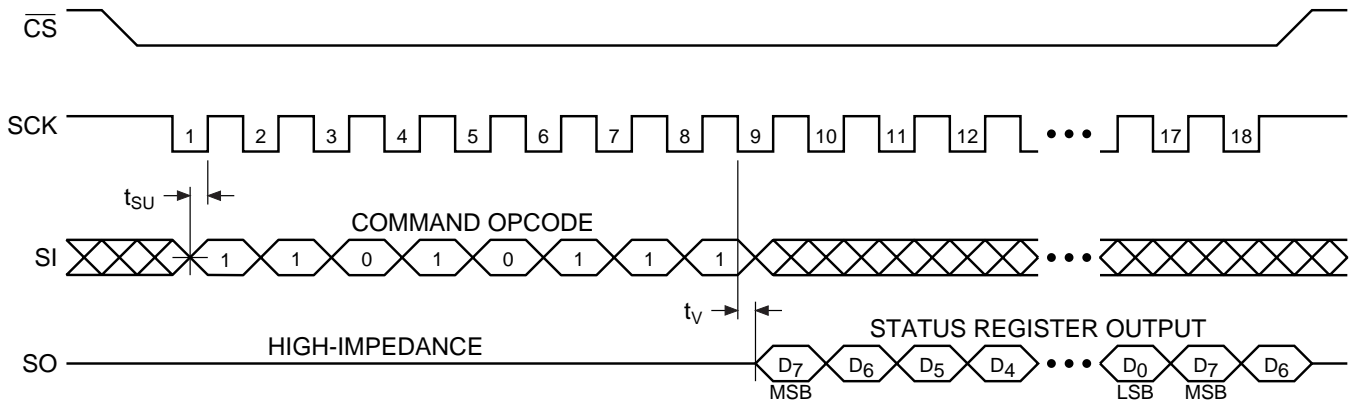 CS
SCK 1 2 3 4 5 6 7 8 9 10 11 12 17 18
tSU
COMMAND OPCODE
SI 1 1 0 1 0 1 1 1
tV
STATUS REGISTER OUTPUT
HIGH-IMPEDANCE
SO D7 D6 D5 D4 D0 D7 D6
MSB LSB MSB